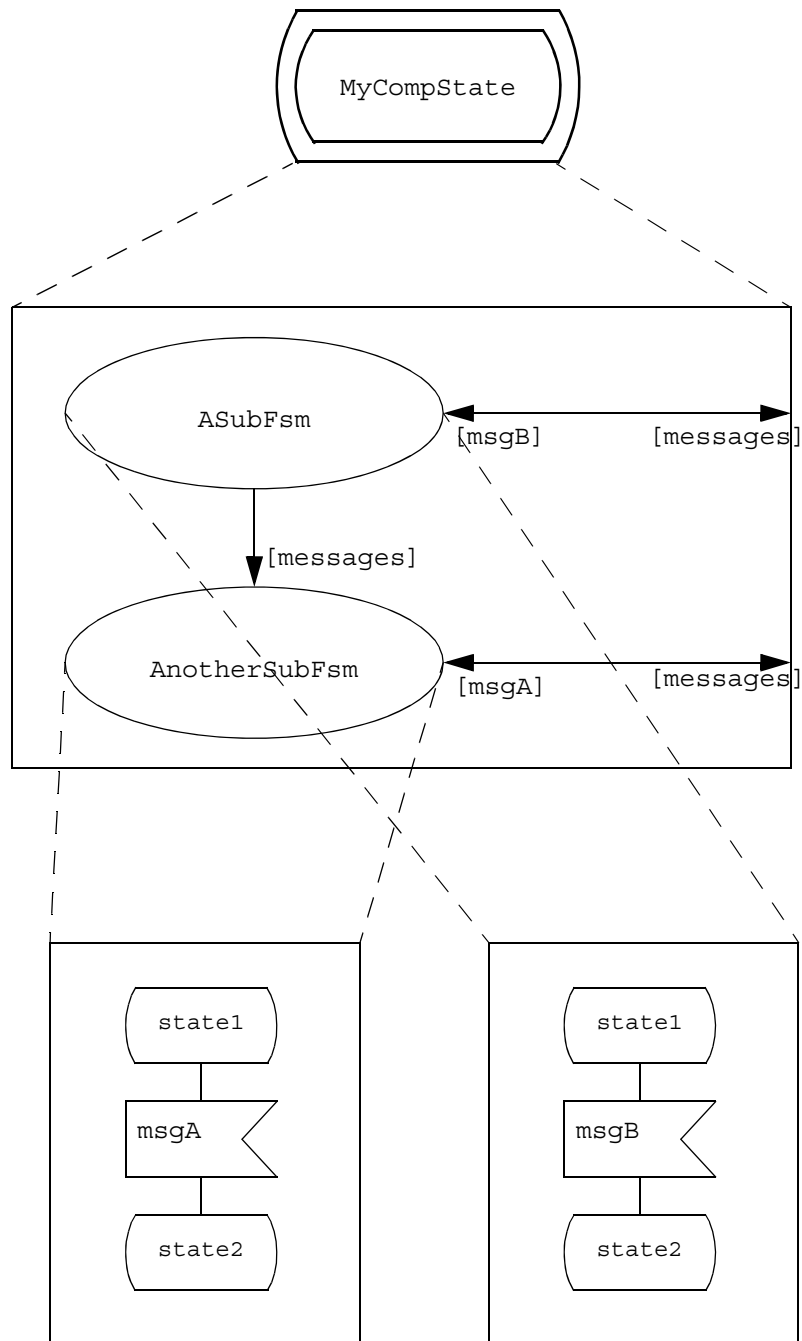 MyCompState
ASubFsm
[msgB]
[messages]
[messages]
AnotherSubFsm
[msgA]
[messages]
state1
msgA
state2
state1
msgB
state2